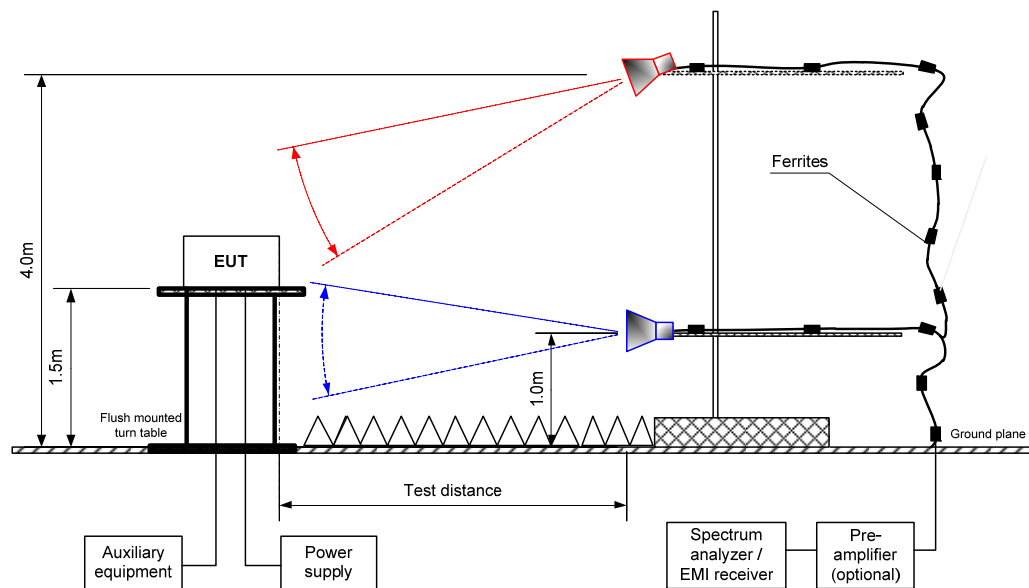 Ferrites
EUT
4.0m
1.5m
1.0m
Flush mounted
turn table
Ground plane
Test distance
Auxiliary
equipment
Power
supply
Spectrum
analyzer /
EMI receiver
Pre-
amplifier
(optional)